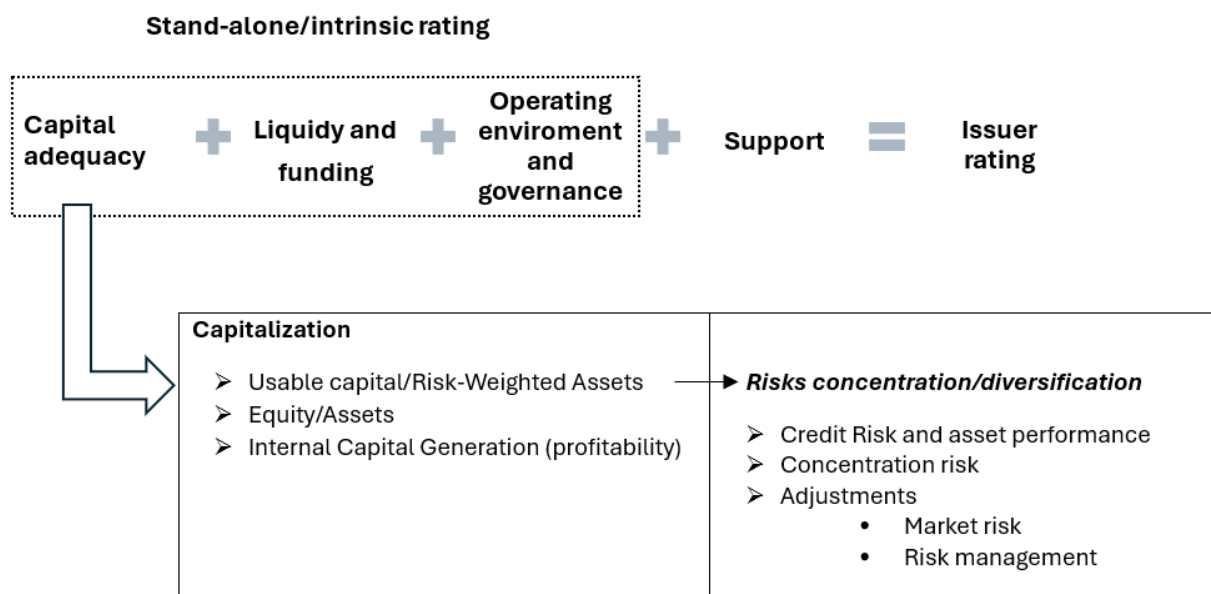 Stand-alone/intrinsic rating
Capital
adequacy
Liquidy and
funding
Operating
enviroment
and
governance
Support
Issuer
rating
Capitalization
➢ Usable capital/Risk-Weighted Assets
➢ Equity/Assets
➢ Internal Capital Generation (profitability)
Risks concentration/diversification
➢ Credit Risk and asset performance
➢ Concentration risk
➢ Adjustments
• Market risk
• Risk management